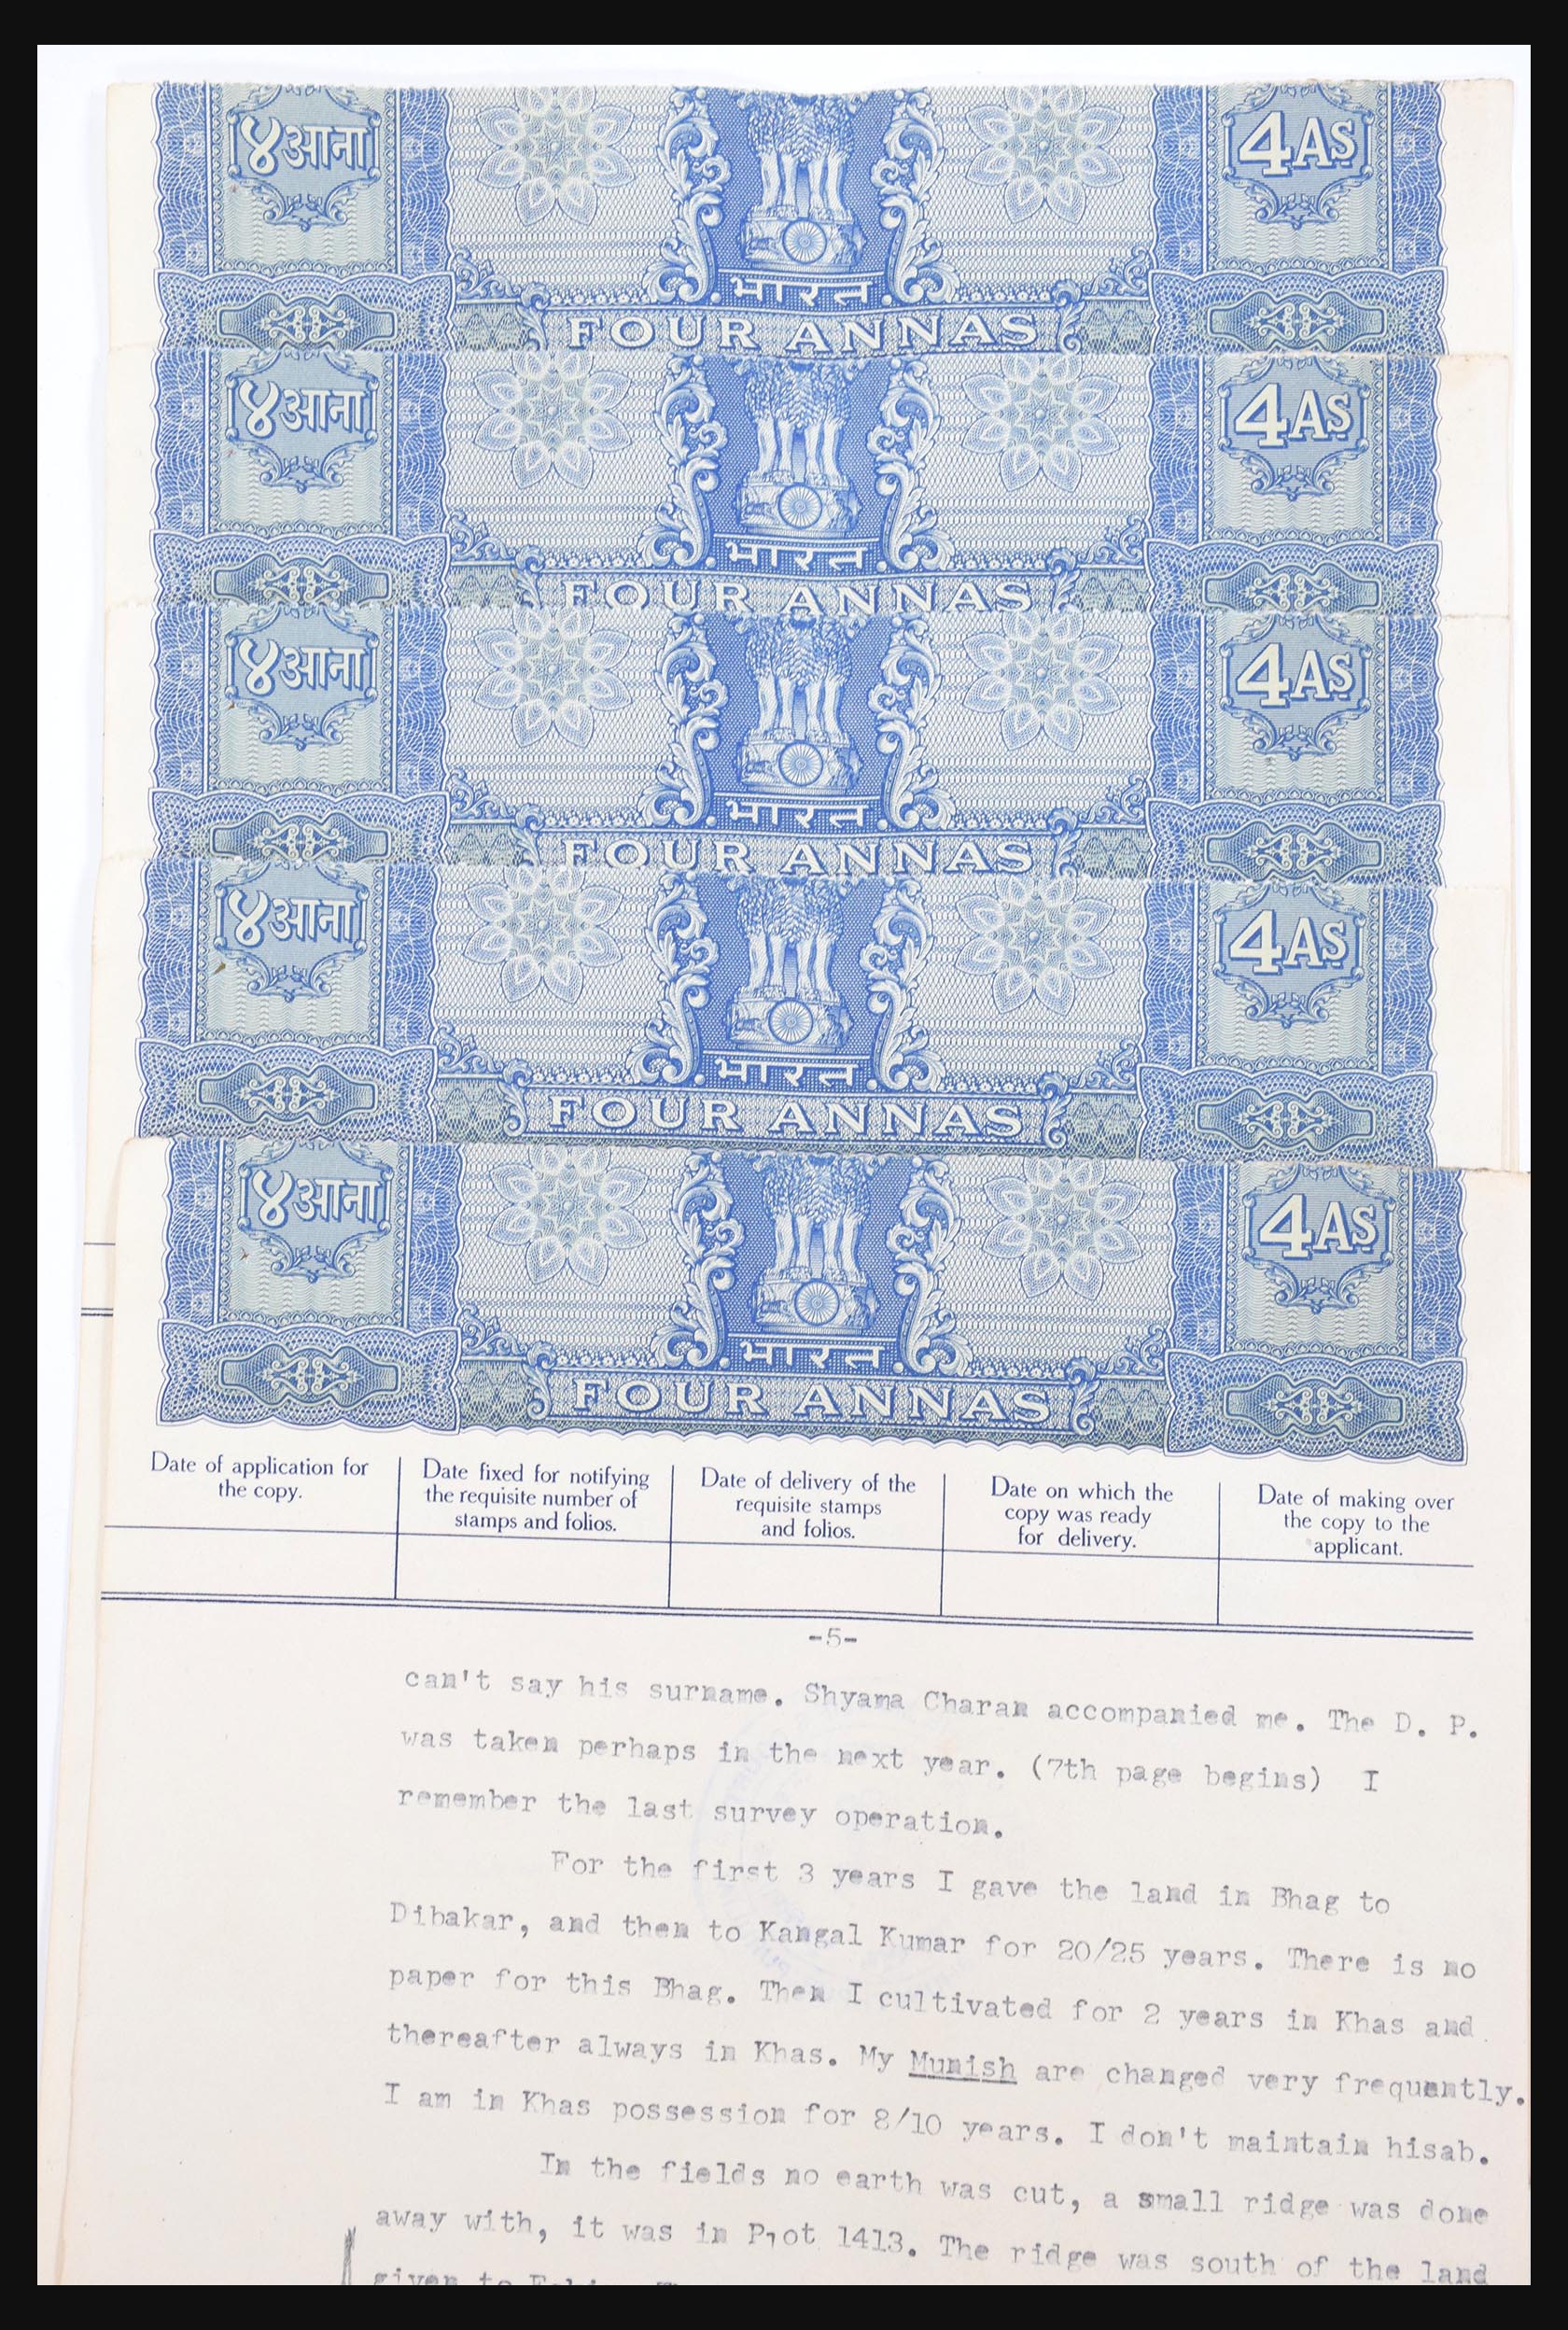 ४आना 4AS
भारत
FOUR ANNAS
४आना 4AS
भारत
FOUR ANNAS
४आना 4AS
भारत
FOUR ANNAS
४आना 4AS
भारत
FOUR ANNAS
४आना 4AS
भारत
FOUR ANNAS
Date of application for
the copy.
Date fixed for notifying
the requisite number of
stamps and folios.
Date of delivery of the
requisite stamps
and folios.
Date on which the
copy was ready
for delivery.
Date of making over
the copy to the
applicant.
-5-
can't say his surname. Shyama Charan accompanied me. The D. P.
was taken perhaps in the next year. (7th page begins) I
remember the last survey operation.
For the first 3 years I gave the land in Bhag to
Dibakar, and then to Kangal Kumar for 20/25 years. There is no
paper for this Bhag. Then I cultivated for 2 years in Khas and
thereafter always in Khas. My Munish are changed very frequently.
I am in Khas possession for 8/10 years. I don't maintain hisab.
In the fields no earth was cut, a small ridge was done
away with, it was in Plot 1413. The ridge was south of the land
given to